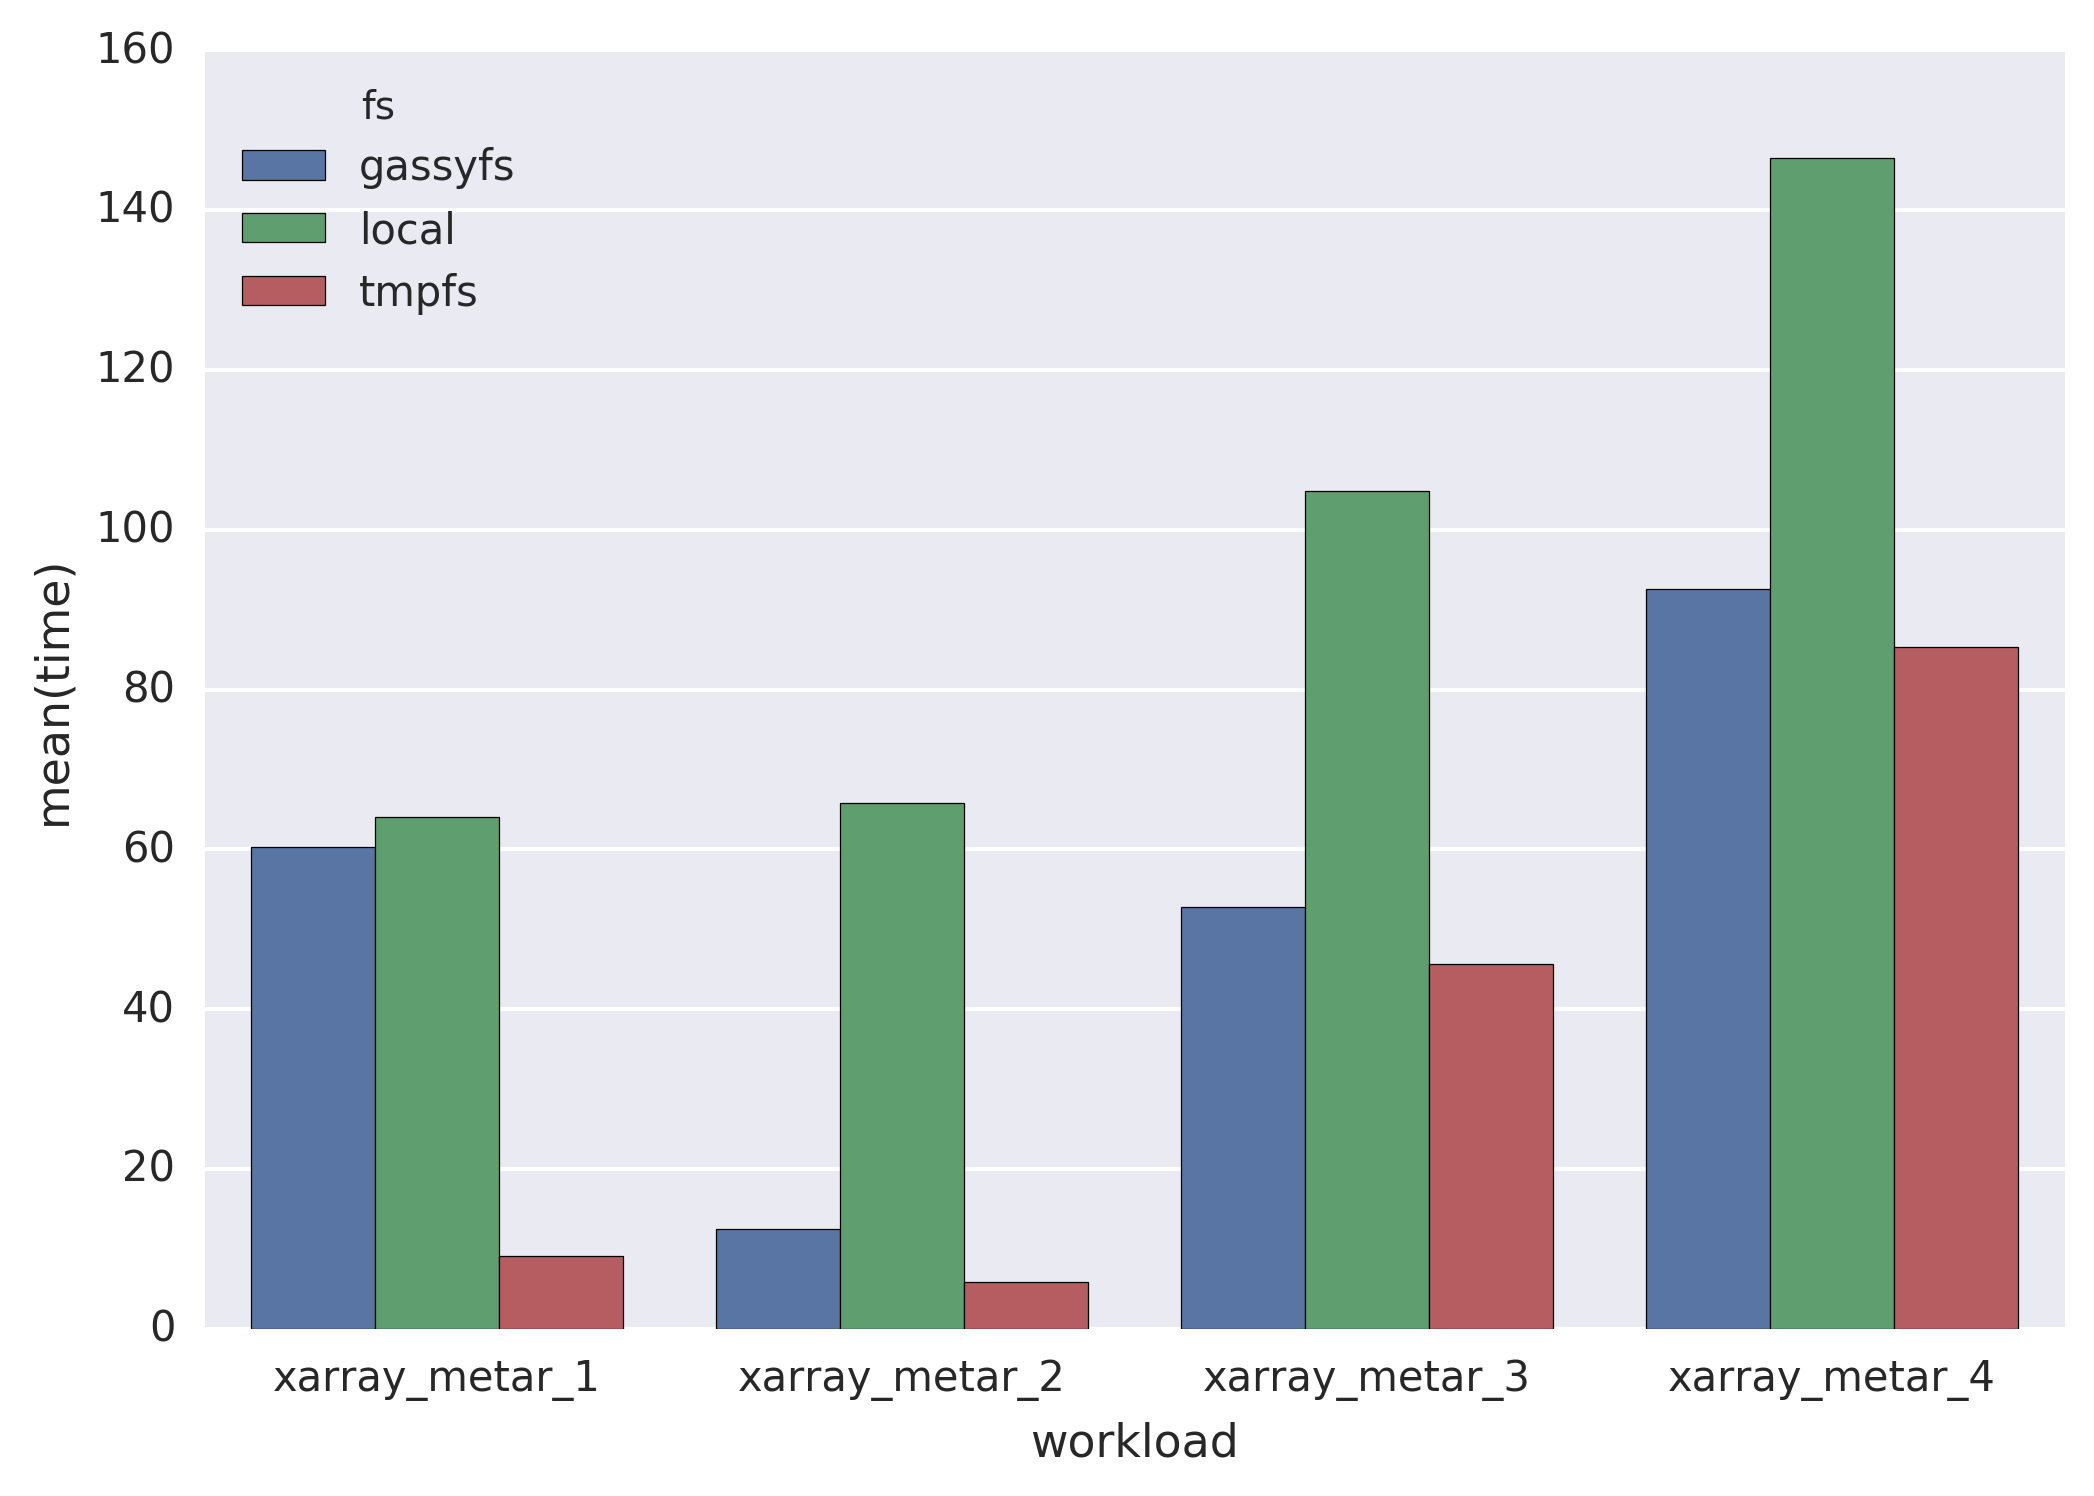 fs
gassyfs
local
tmpfs
mean(time)
160
140
120
100
80
60
40
20
0
xarray_metar_1 xarray_metar_2 xarray_metar_3 xarray_metar_4
workload